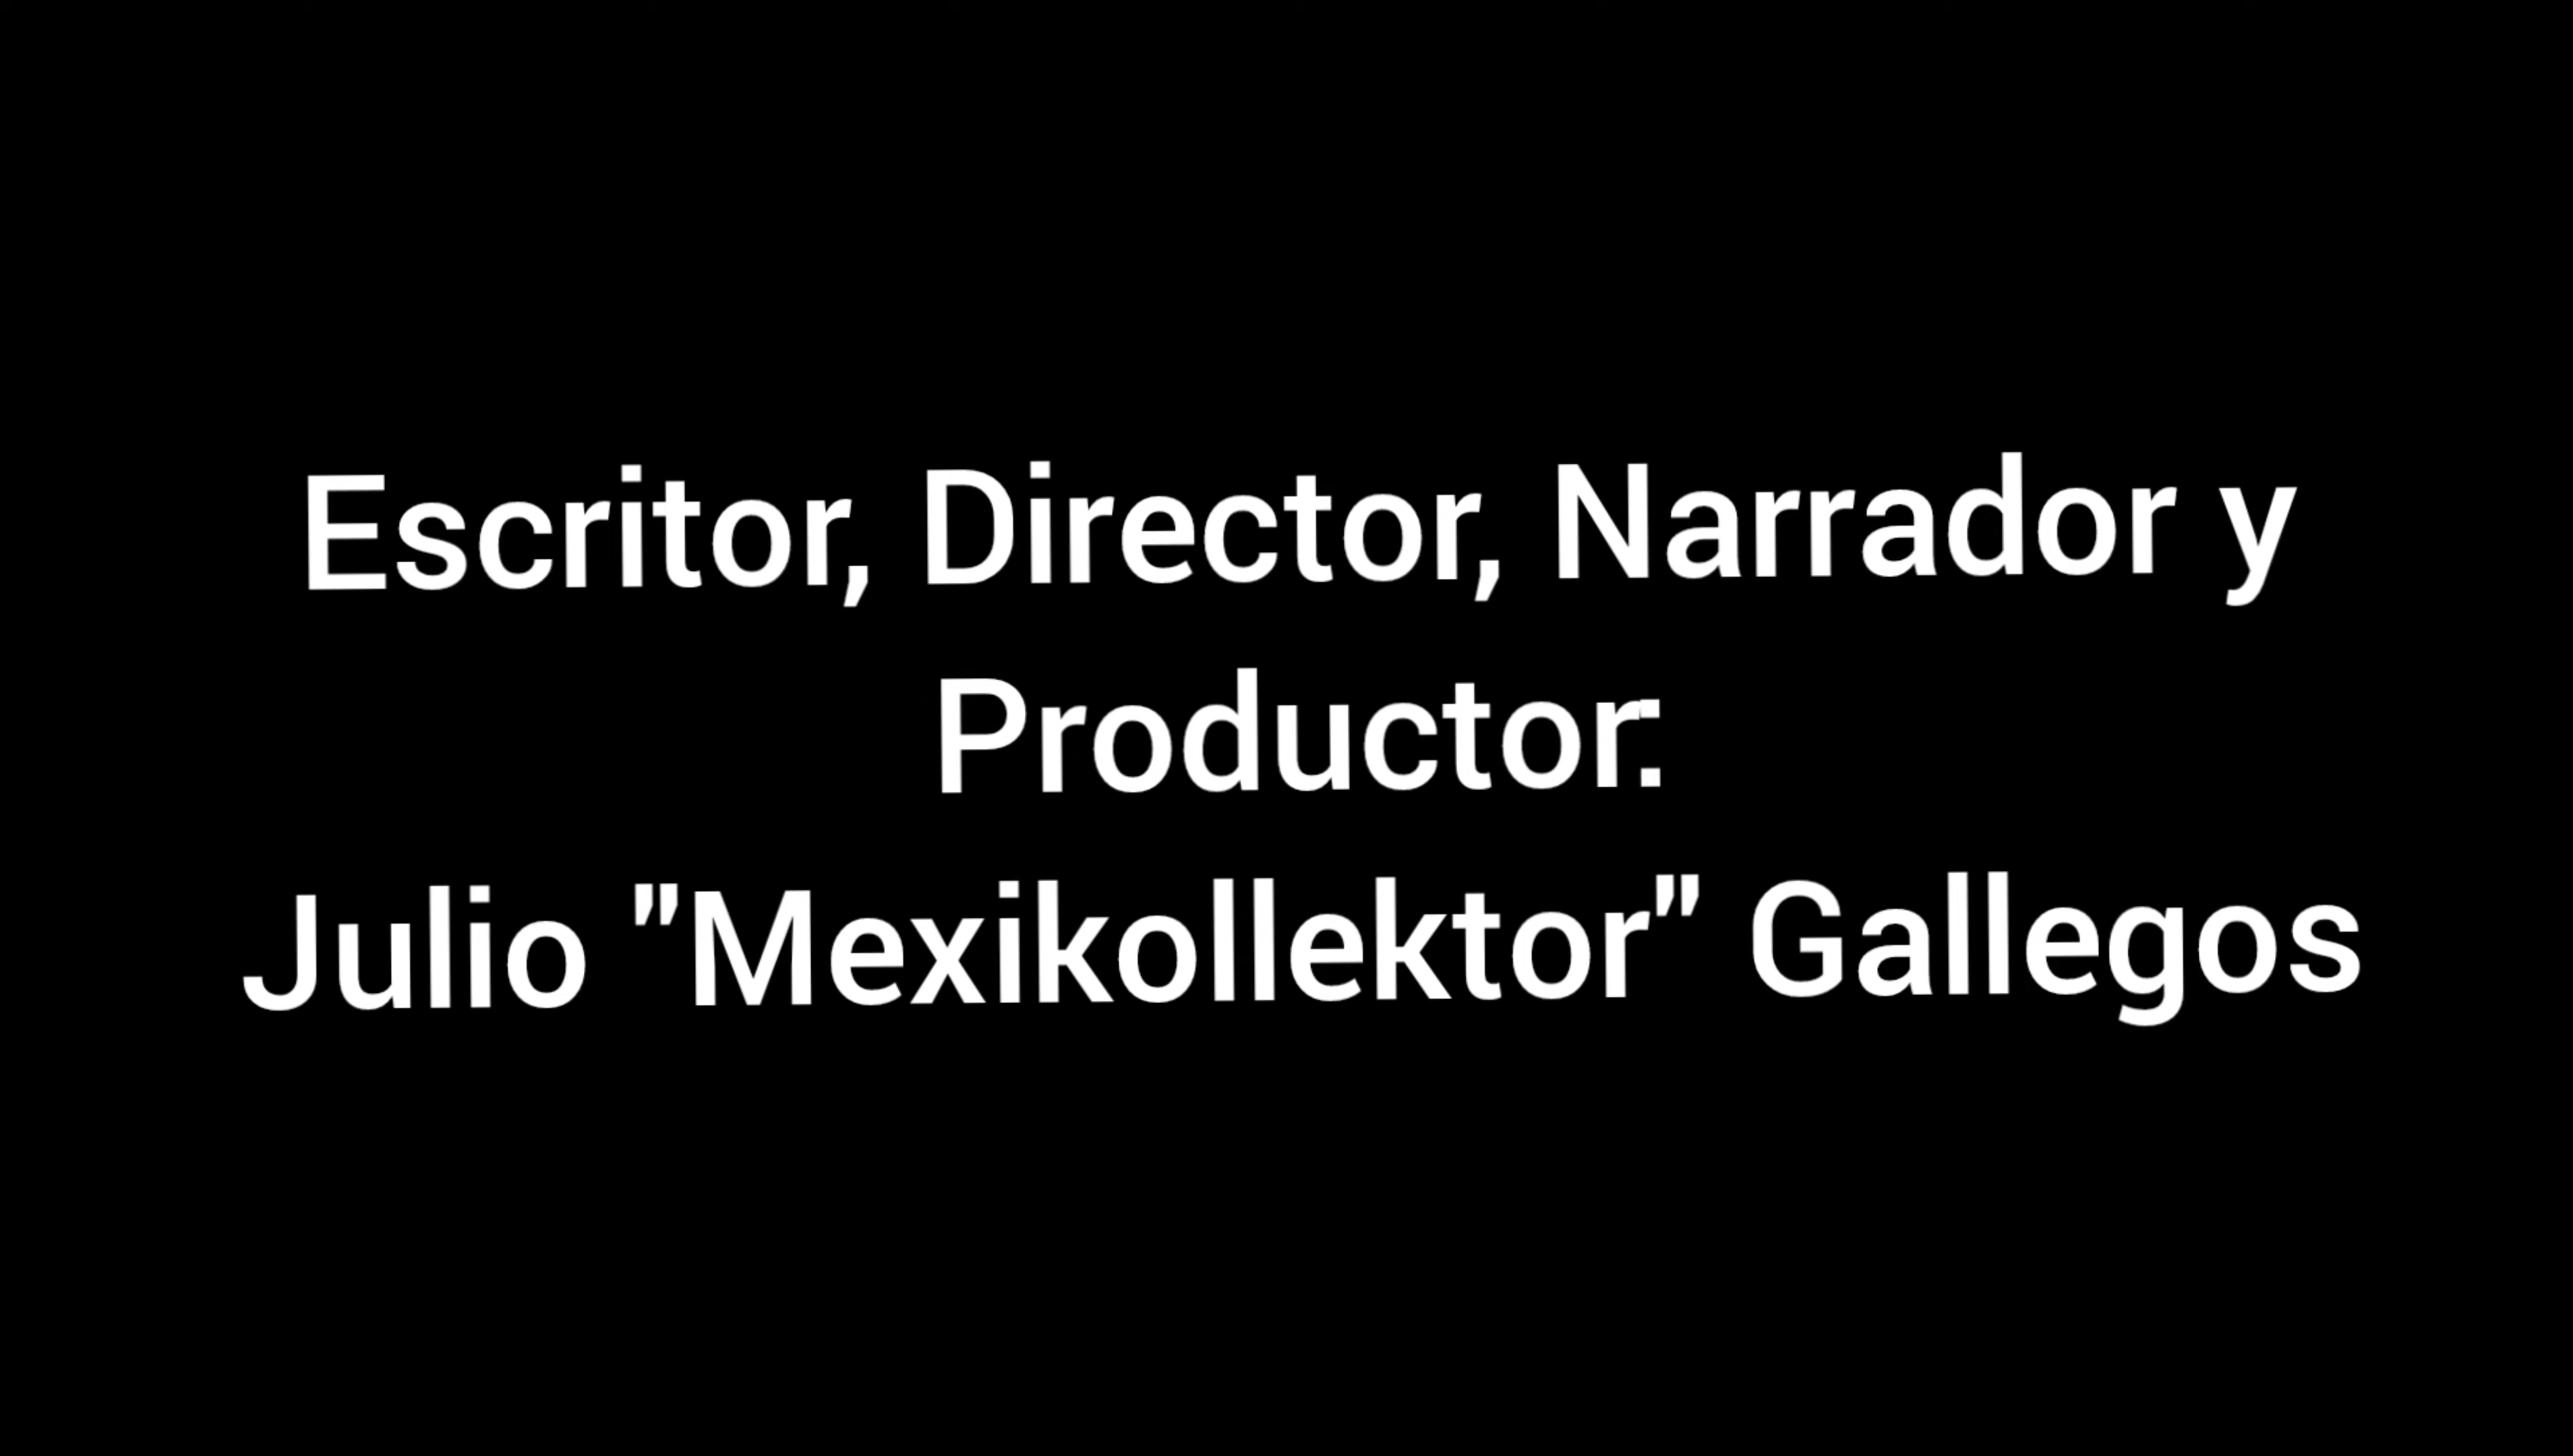 Escritor, Director, Narrador y
Productor:
Julio "Mexikollektor" Gallegos